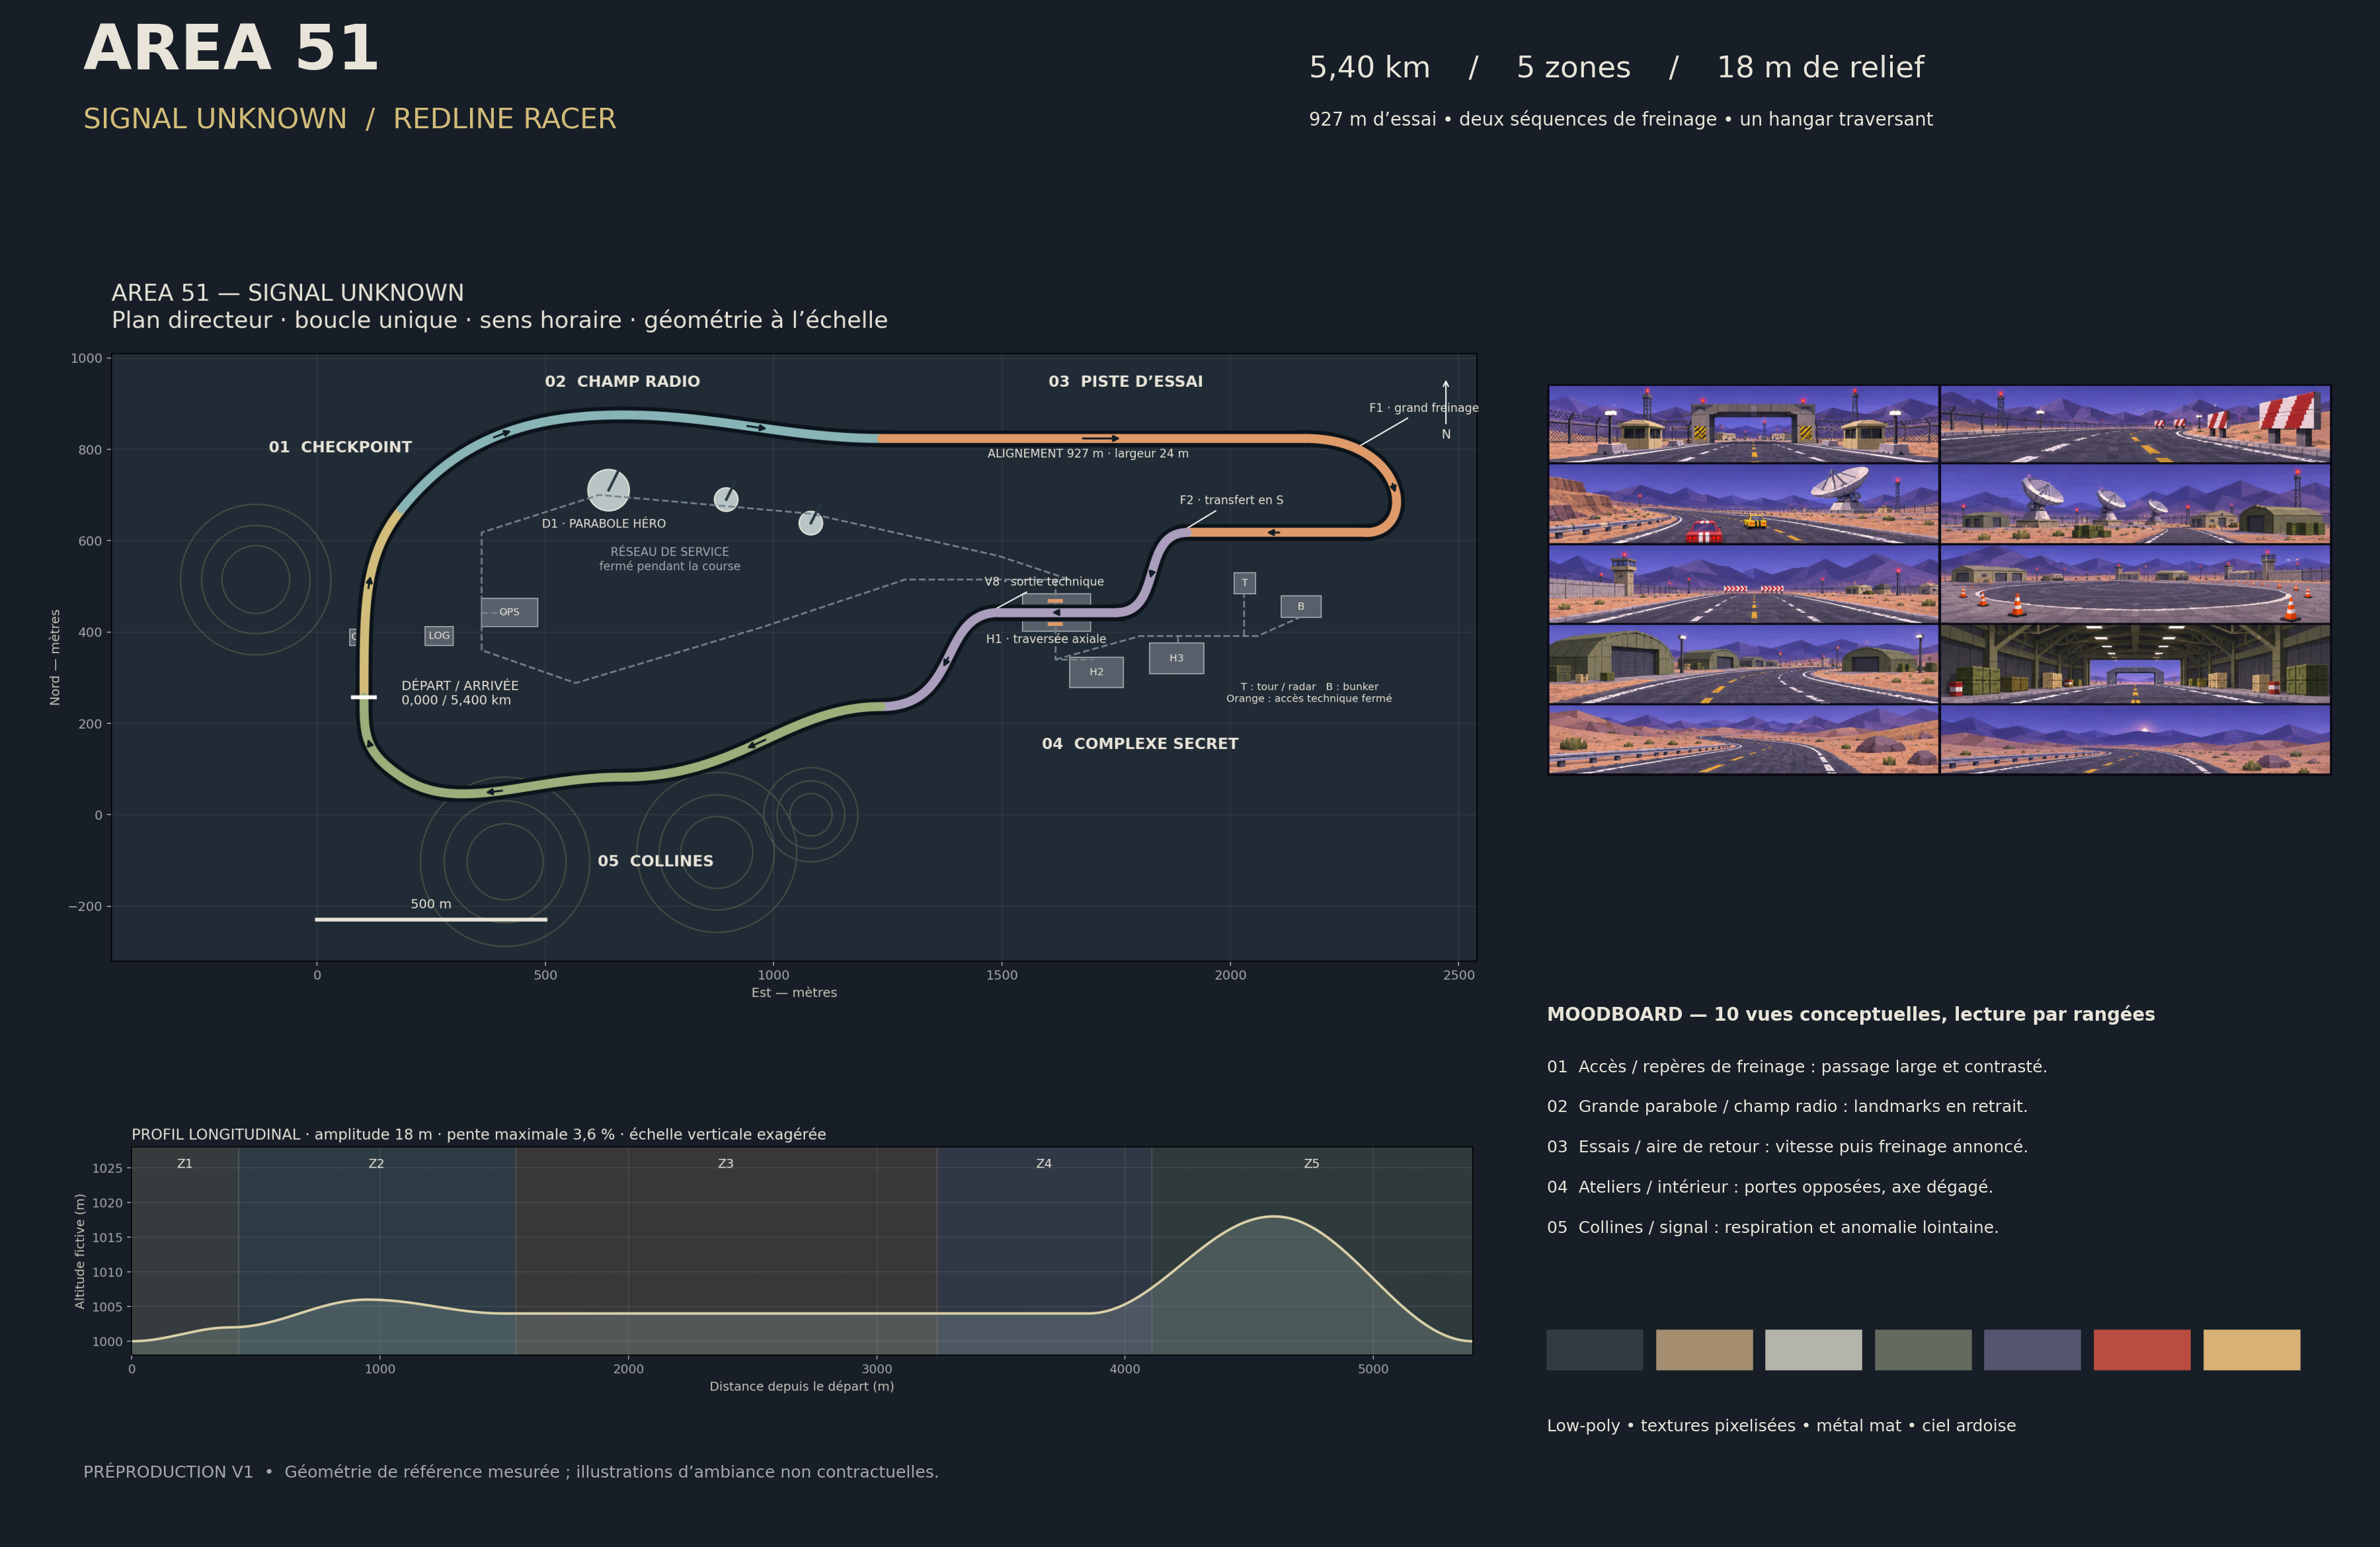 AREA 51
SIGNAL UNKNOWN / REDLINE RACER
5,40 km / 5 zones / 18 m de relief
927 m d’essai • deux séquences de freinage • un hangar traversant
AREA 51 — SIGNAL UNKNOWN
Plan directeur · boucle unique · sens horaire · géométrie à l’échelle
1000
800
600
400
200
0
−200
Nord — mètres
02 CHAMP RADIO
03 PISTE D’ESSAI
F1 · grand freinage
N
01 CHECKPOINT
ALIGNEMENT 927 m · largeur 24 m
F2 · transfert en S
D1 · PARABOLE HÉRO
RÉSEAU DE SERVICE
fermé pendant la course
V8 · sortie technique
T
B
OPS
LOG
H1 · traversée axiale
H2
H3
DÉPART / ARRIVÉE
0,000 / 5,400 km
T : tour / radar B : bunker
Orange : accès technique fermé
04 COMPLEXE SECRET
05 COLLINES
500 m
0
500
1000
1500
2000
2500
Est — mètres
PROFIL LONGITUDINAL · amplitude 18 m · pente maximale 3,6 % · échelle verticale exagérée
Z1
Z2
Z3
Z4
Z5
1025
1020
1015
1010
1005
1000
Altitude fictive (m)
0
1000
2000
3000
4000
5000
Distance depuis le départ (m)
MOODBOARD — 10 vues conceptuelles, lecture par rangées
01 Accès / repères de freinage : passage large et contrasté.
02 Grande parabole / champ radio : landmarks en retrait.
03 Essais / aire de retour : vitesse puis freinage annoncé.
04 Ateliers / intérieur : portes opposées, axe dégagé.
05 Collines / signal : respiration et anomalie lointaine.
Low-poly • textures pixelisées • métal mat • ciel ardoise
PRÉPRODUCTION V1 • Géométrie de référence mesurée ; illustrations d’ambiance non contractuelles.